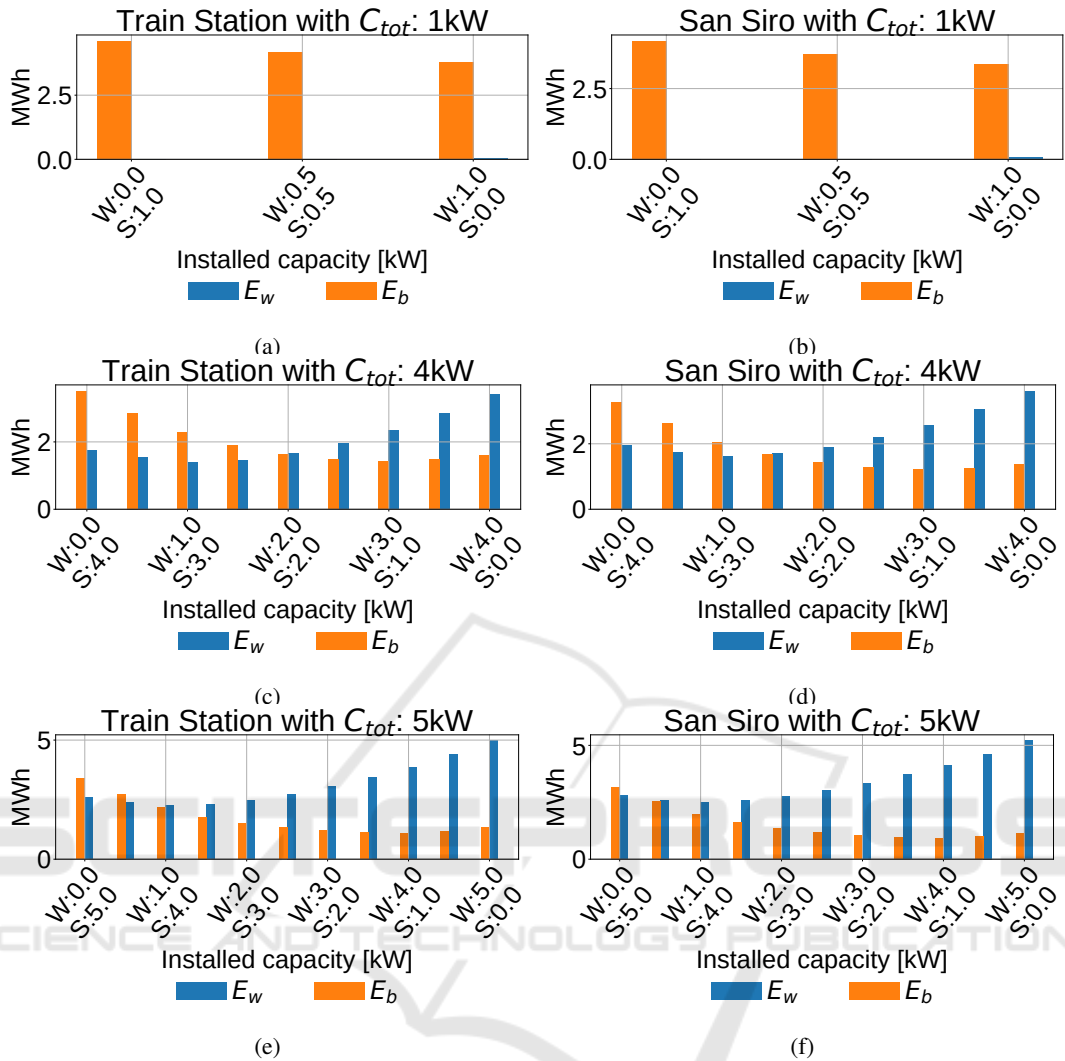 Train Station with C_tot: 1kW
MWh
2.5
0.0
W:0.0
S:1.0
W:0.5
S:0.5
W:1.0
S:0.0
Installed capacity [kW]
E_w E_b
(a)
San Siro with C_tot: 1kW
MWh
2.5
0.0
W:0.0
S:1.0
W:0.5
S:0.5
W:1.0
S:0.0
Installed capacity [kW]
E_w E_b
(b)
Train Station with C_tot: 4kW
MWh
2
0
W:0.0
S:4.0
W:1.0
S:3.0
W:2.0
S:2.0
W:3.0
S:1.0
W:4.0
S:0.0
Installed capacity [kW]
E_w E_b
(c)
San Siro with C_tot: 4kW
MWh
2
0
W:0.0
S:4.0
W:1.0
S:3.0
W:2.0
S:2.0
W:3.0
S:1.0
W:4.0
S:0.0
Installed capacity [kW]
E_w E_b
(d)
Train Station with C_tot: 5kW
MWh
5
0
W:0.0
S:5.0
W:1.0
S:4.0
W:2.0
S:3.0
W:3.0
S:2.0
W:4.0
S:1.0
W:5.0
S:0.0
Installed capacity [kW]
E_w E_b
(e)
San Siro with C_tot: 5kW
MWh
5
0
W:0.0
S:5.0
W:1.0
S:4.0
W:2.0
S:3.0
W:3.0
S:2.0
W:4.0
S:1.0
W:5.0
S:0.0
Installed capacity [kW]
E_w E_b
(f)
SCITEPRESS
SCIENCE AND TECHNOLOGY PUBLICATION